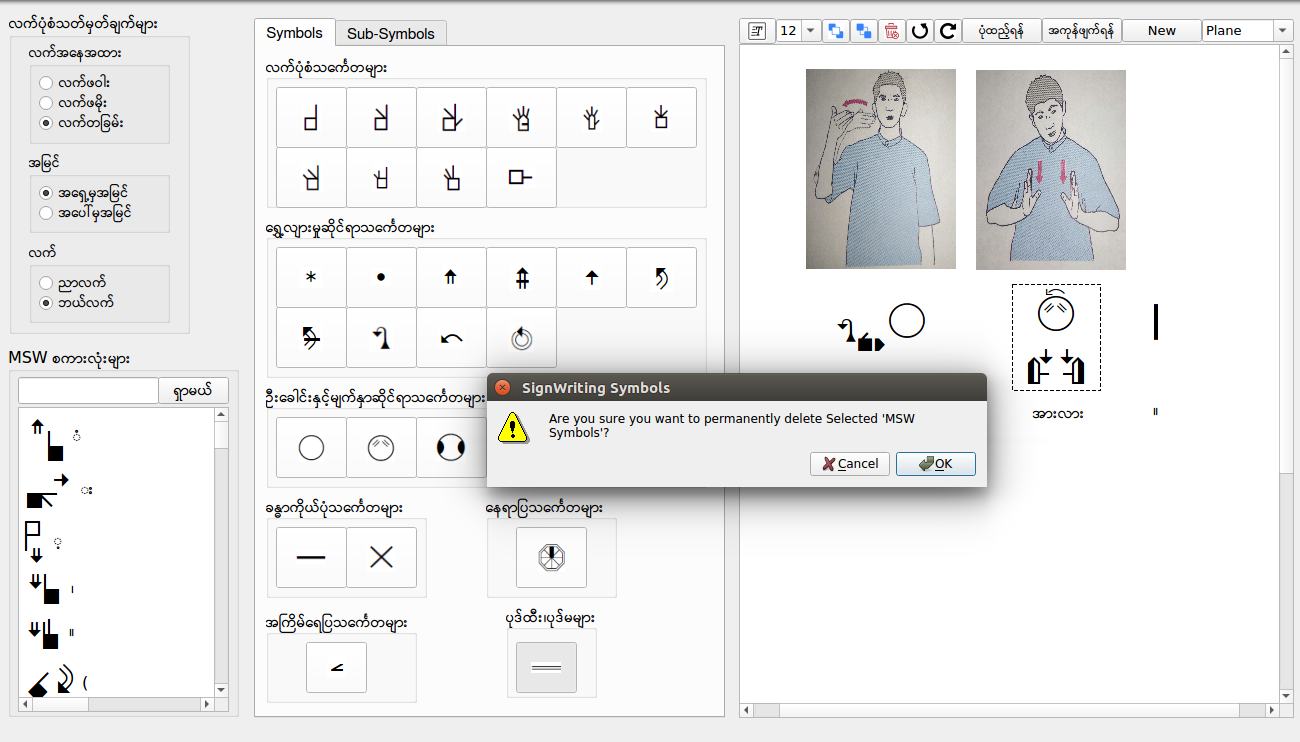 လက်ပုံစံသတ်မှတ်ချက်များ
လက်အနေအထား
လက်ဖဝါး
လက်ဖမိုး
လက်တခြမ်း
အမြင်
အရှေ့မှအမြင်
အပေါ်မှအမြင်
လက်
ညာလက်
ဘယ်လက်
MSW စကားလုံးများ
ရှာမယ်
ံ
း
့
၊
။
(
Symbols
Sub-Symbols
လက်ပုံစံသင်္ကေတများ
ရွှေ့လျားမှုဆိုင်ရာသင်္ကေတများ
ဦးခေါင်းနှင့်မျက်နှာဆိုင်ရာသင်္ကေတများ
ခန္ဓာကိုယ်ပုံသင်္ကေတများ
နေရာပြသင်္ကေတများ
အကြိမ်ရေပြသင်္ကေတများ
ပုဒ်ထီး၊ပုဒ်မများ
12
ပုံထည့်ရန်
အကုန်ဖျက်ရန်
New
Plane
အားလား
။
SignWriting Symbols
Are you sure you want to permanently delete Selected 'MSW
Symbols'?
Cancel
OK